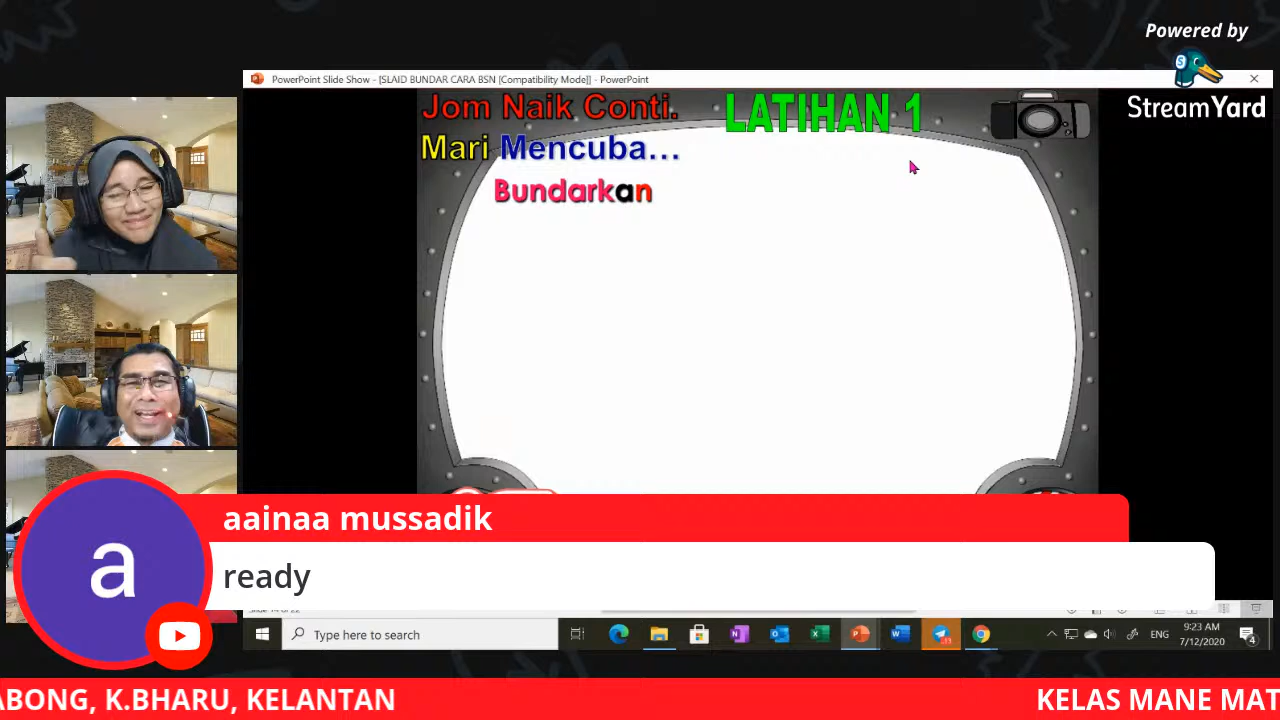 Powered by
StreamYard
PowerPoint Slide Show - [SLAID BUNDAR CARA BSN [Compatibility Mode]] - PowerPoint
Jom Naik Conti.
LATIHAN 1
Mari Mencuba...
Bundarkan
aainaa mussadik
a
ready
Type here to search
ENG
9:23 AM
7/12/2020
4
ABONG, K.BHARU, KELANTAN
KELAS MANE MAT